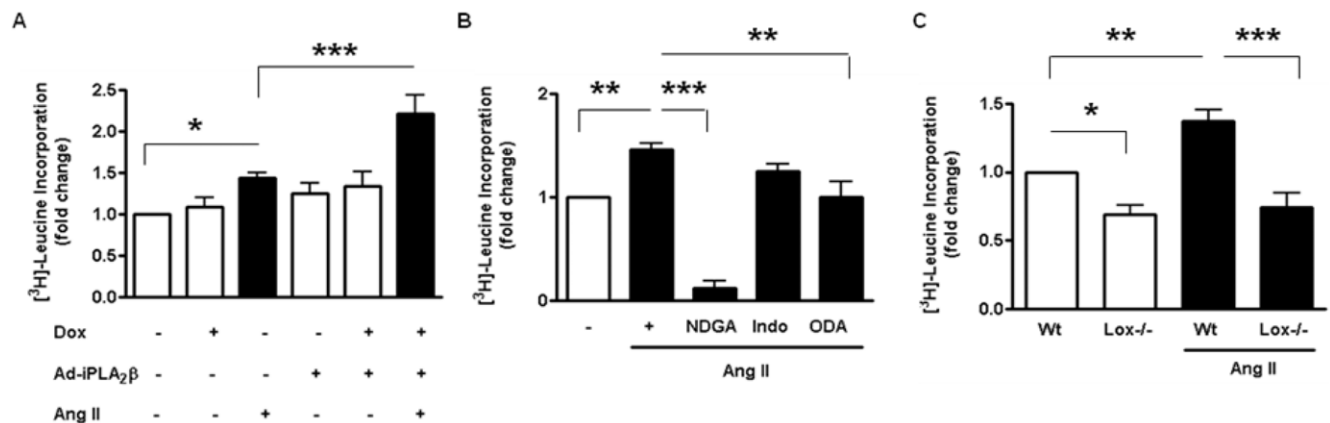 A
***
*
[³H]-Leucine Incorporation
(fold change)
2.5
2.0
1.5
1.0
0.5
0.0
Dox - + - - + +
Ad-iPLA₂β - - - + + +
Ang II - - + - - +
B
**
** ***
[³H]-Leucine Incorporation
(fold change)
2
1
0
- + NDGA Indo ODA
Ang II
C
** ***
*
[³H]-Leucine Incorporation
(fold change)
1.5
1.0
0.5
0.0
Wt Lox-/- Wt Lox-/-
Ang II